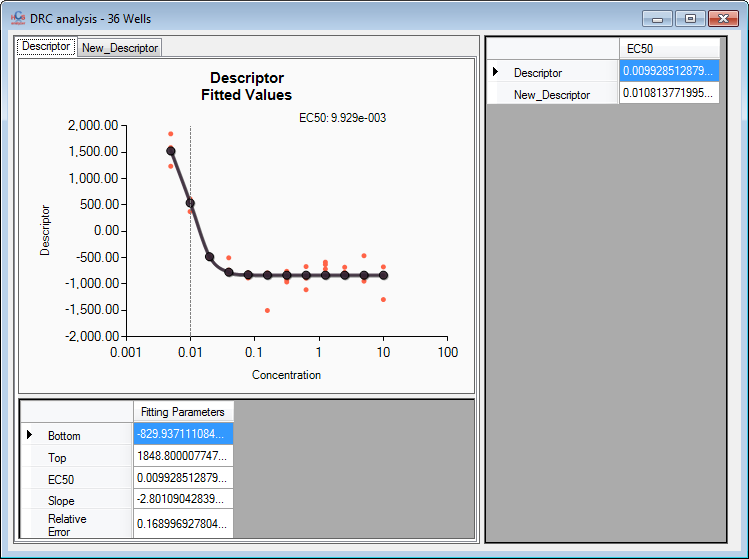 DRC analysis - 36 Wells
Descriptor New_Descriptor
Descriptor
Fitted Values
EC50: 9.929e-003
2,000.00
1,500.00
1,000.00
500.00
0.00
-500.00
-1,000.00
-1,500.00
-2,000.00
Descriptor
0.001 0.01 0.1 1 10 100
Concentration
Fitting Parameters
Bottom -829.937111084...
Top 1848.800007747...
EC50 0.009928512879...
Slope -2.80109042839...
Relative
Error 0.168996927804...
EC50
Descriptor 0.009928512879...
New_Descriptor 0.010813771995...